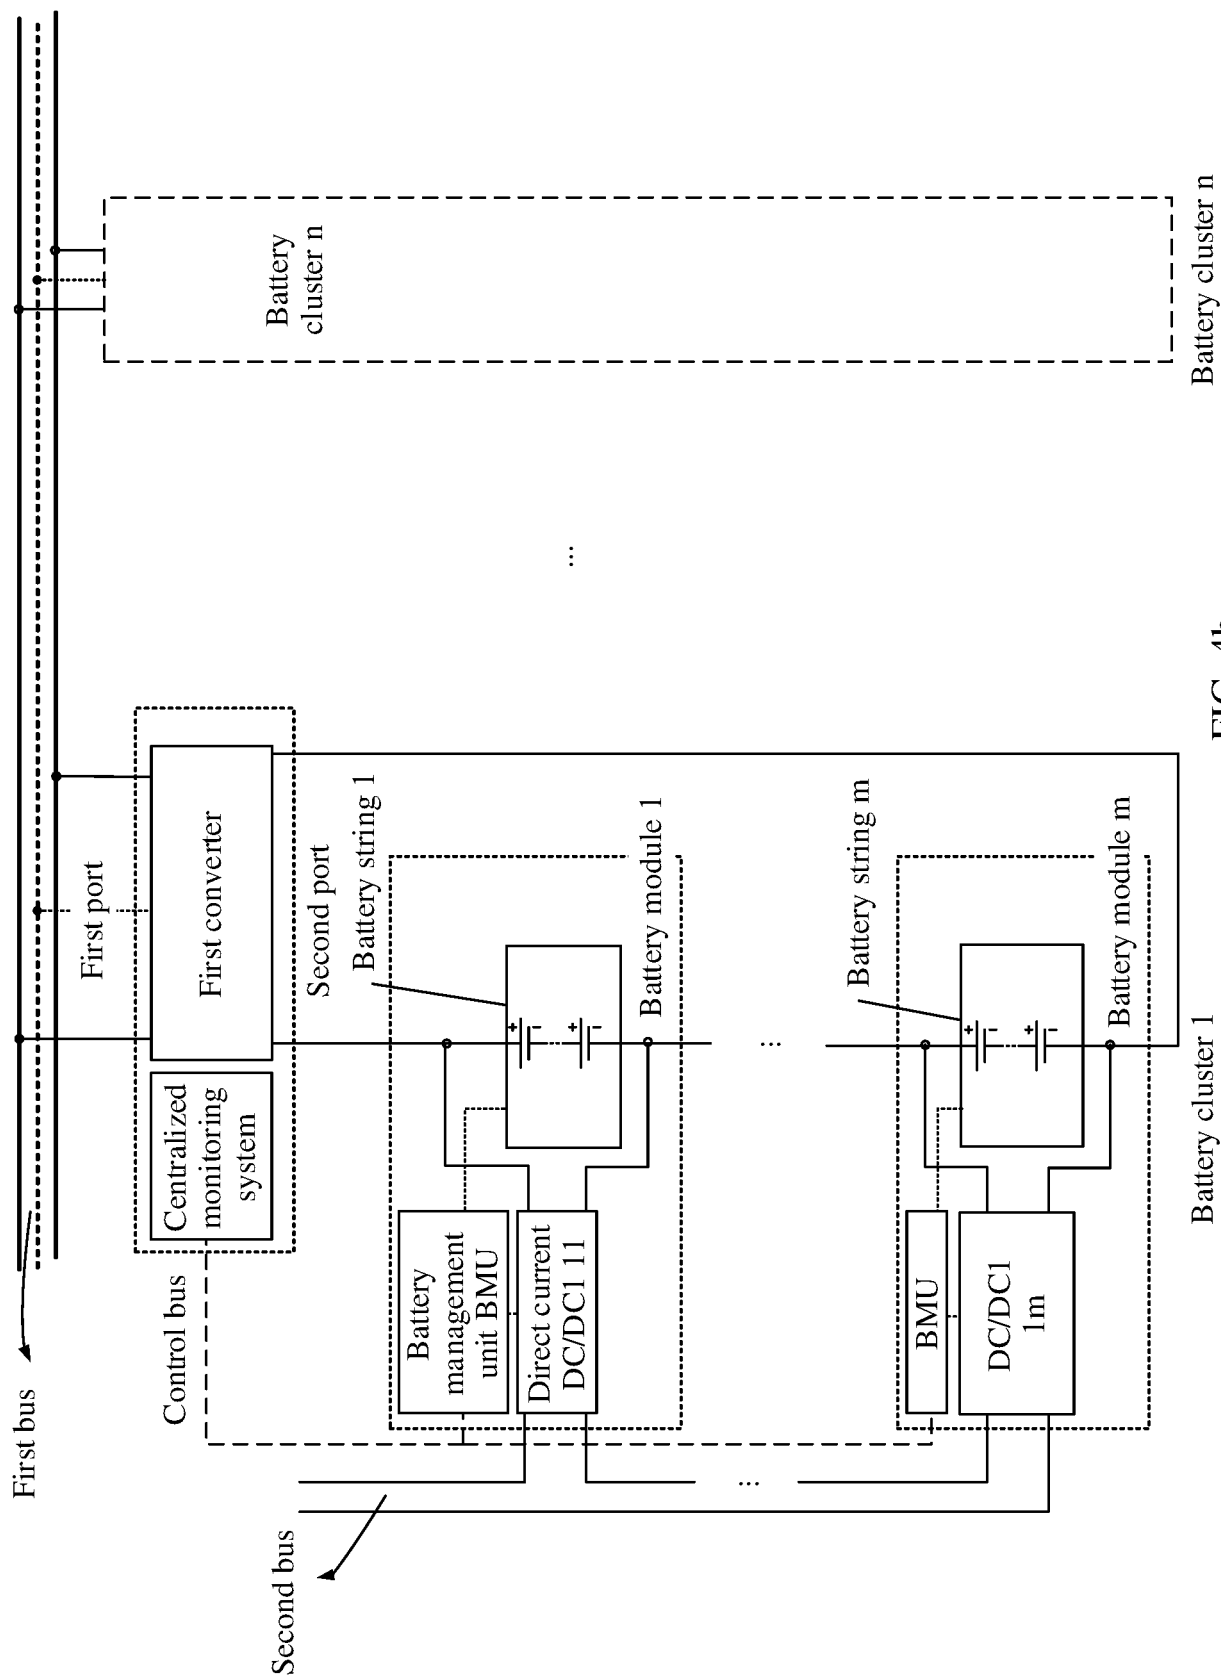 First bus
First port
Control bus
Centralized
monitoring
system
First converter
Second port
Second bus
Battery
management
unit BMU
Direct current
DC/DC1 11
Battery string 1
Battery module 1
...
...
BMU
DC/DC1
1m
Battery string m
Battery module m
Battery cluster 1
...
Battery
cluster n
Battery cluster n
FIG. 4b